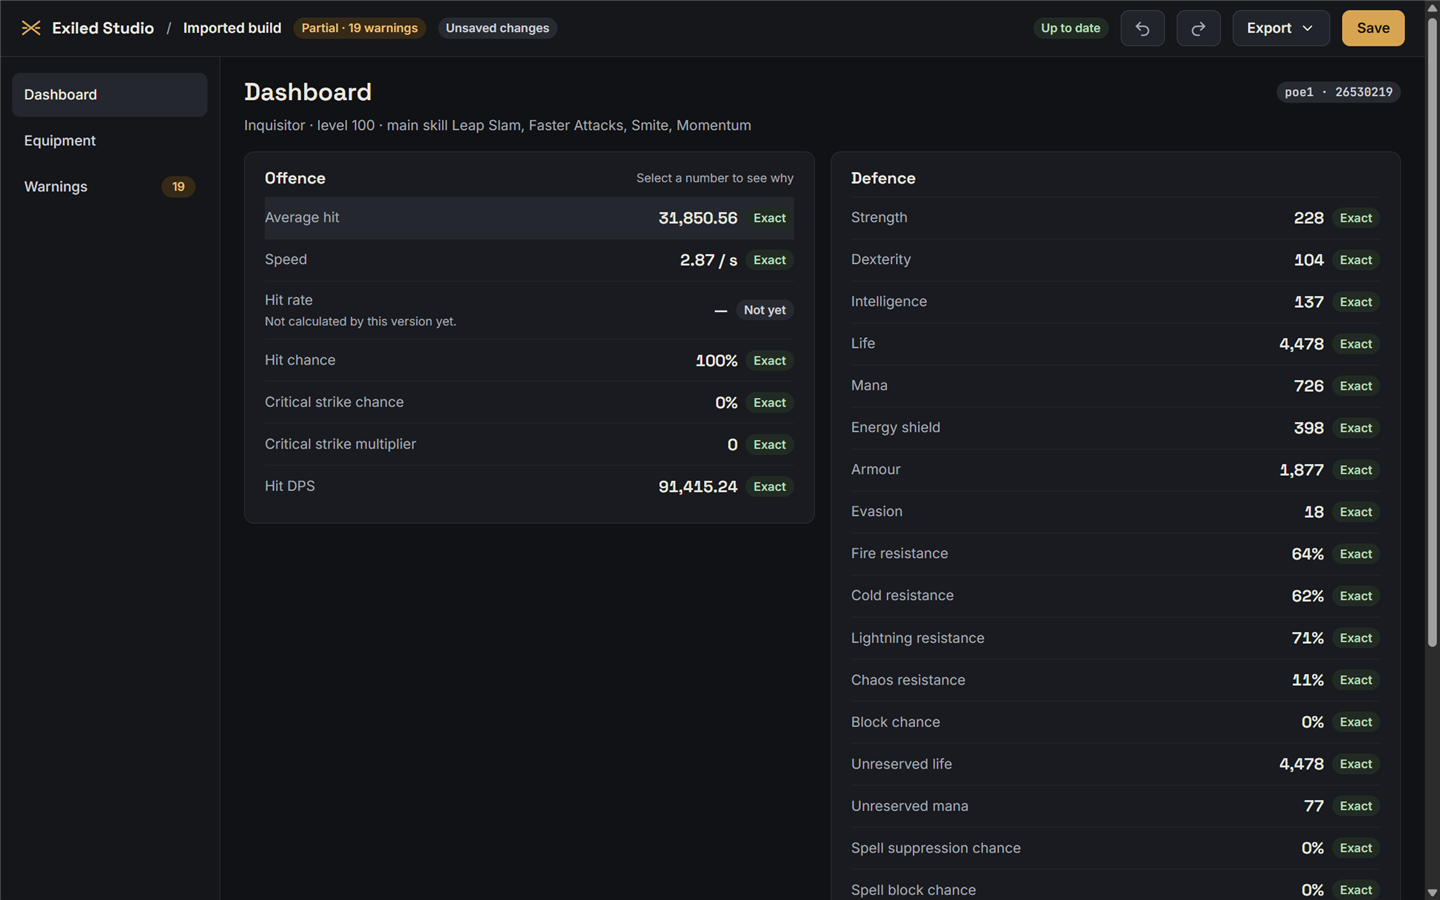 Exiled Studio / Imported build Partial · 19 warnings Unsaved changes Up to date Export Save
Dashboard
Equipment
Warnings 19
Dashboard
poe1 · 26530219
Inquisitor · level 100 · main skill Leap Slam, Faster Attacks, Smite, Momentum
Offence Select a number to see why
Average hit 31,850.56 Exact
Speed 2.87 / s Exact
Hit rate — Not yet
Not calculated by this version yet.
Hit chance 100% Exact
Critical strike chance 0% Exact
Critical strike multiplier 0 Exact
Hit DPS 91,415.24 Exact
Defence
Strength 228 Exact
Dexterity 104 Exact
Intelligence 137 Exact
Life 4,478 Exact
Mana 726 Exact
Energy shield 398 Exact
Armour 1,877 Exact
Evasion 18 Exact
Fire resistance 64% Exact
Cold resistance 62% Exact
Lightning resistance 71% Exact
Chaos resistance 11% Exact
Block chance 0% Exact
Unreserved life 4,478 Exact
Unreserved mana 77 Exact
Spell suppression chance 0% Exact
Spell block chance 0% Exact